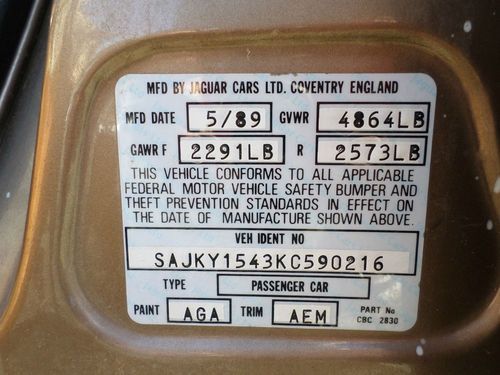 MFD BY JAGUAR CARS LTD. COVENTRY ENGLAND
MFD DATE 5/89 GVWR 4864LB
GAWR F 2291LB R 2573LB
THIS VEHICLE CONFORMS TO ALL APPLICABLE
FEDERAL MOTOR VEHICLE SAFETY BUMPER AND
THEFT PREVENTION STANDARDS IN EFFECT ON
THE DATE OF MANUFACTURE SHOWN ABOVE.
VEH IDENT NO
SAJKY1543KC590216
TYPE PASSENGER CAR
PAINT AGA TRIM AEM PART No
CBC 2830